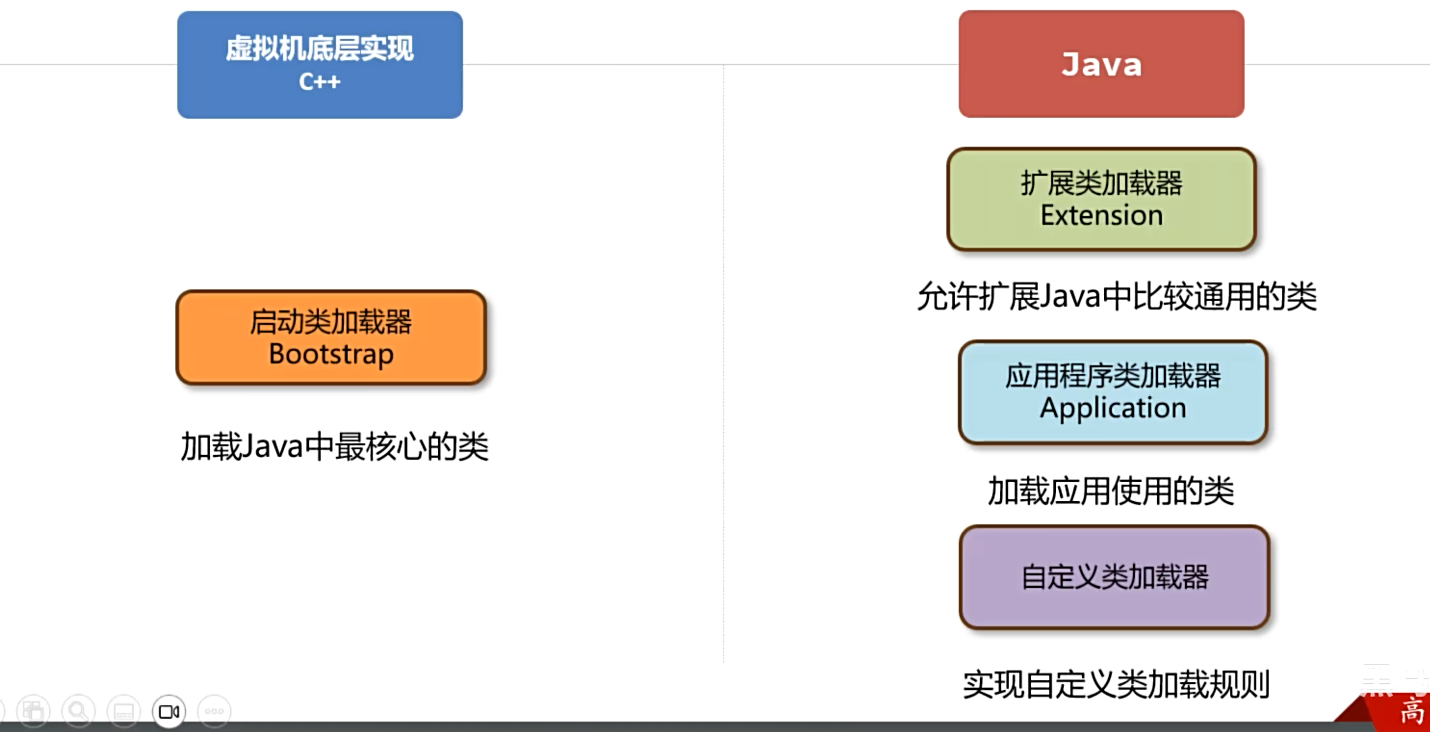 虚拟机底层实现
C++
Java
扩展类加载器
Extension
允许扩展Java中比较通用的类
启动类加载器
Bootstrap
加载Java中最核心的类
应用程序类加载器
Application
加载应用使用的类
自定义类加载器
实现自定义类加载规则
高